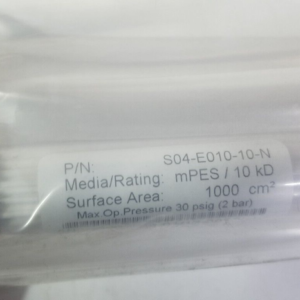 P/N: S04-E010-10-N
Media/Rating: mPES / 10 kD
Surface Area: 1000 cm²
Max.Op.Pressure 30 psig (2 bar)